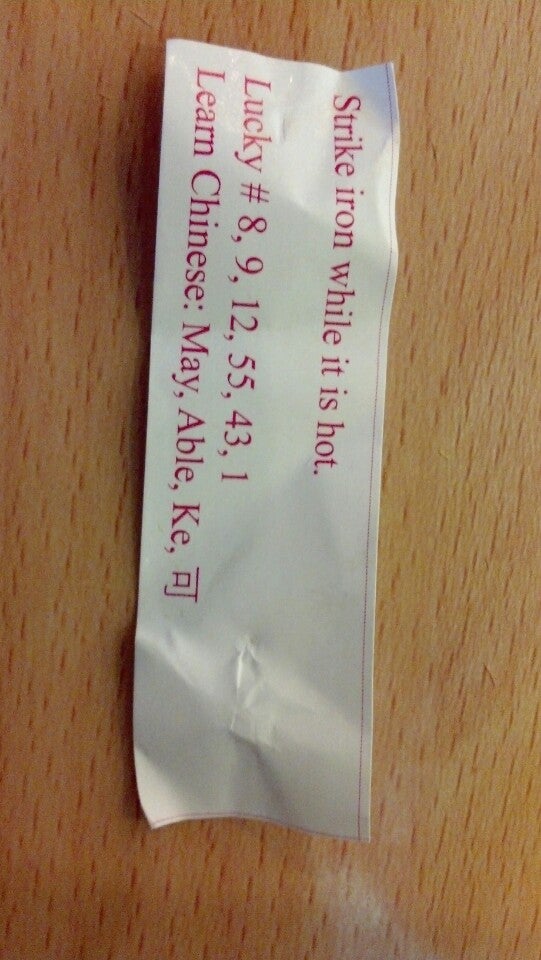 Strike iron while it is hot.
Lucky # 8, 9, 12, 55, 43, 1
Learn Chinese: May, Able, Ke, 可